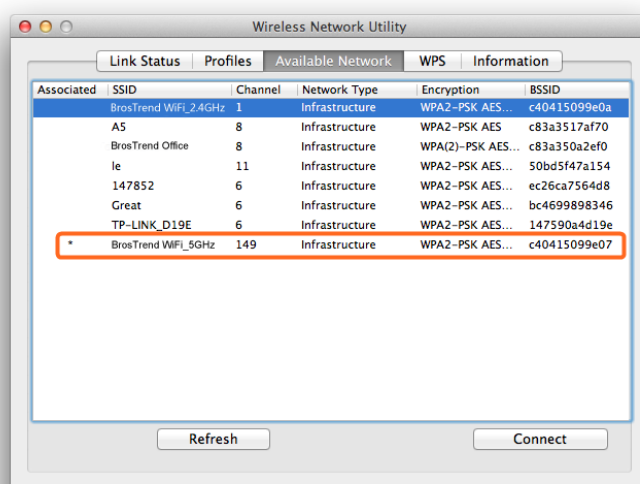 Wireless Network Utility
Link Status Profiles Available Network WPS Information
Associated SSID Channel Network Type Encryption BSSID
BrosTrend WiFi_2.4GHz 1 Infrastructure WPA2-PSK AES... c40415099e0a
A5 8 Infrastructure WPA2-PSK AES c83a3517af70
BrosTrend Office 8 Infrastructure WPA(2)-PSK AES... c83a350a2ef0
le 11 Infrastructure WPA2-PSK AES... 50bd5f47a154
147852 6 Infrastructure WPA2-PSK AES... ec26ca7564d8
Great 6 Infrastructure WPA2-PSK AES... bc4699898346
TP-LINK_D19E 6 Infrastructure WPA2-PSK AES... 147590a4d19e
* BrosTrend WiFi_5GHz 149 Infrastructure WPA2-PSK AES... c40415099e07
Refresh Connect